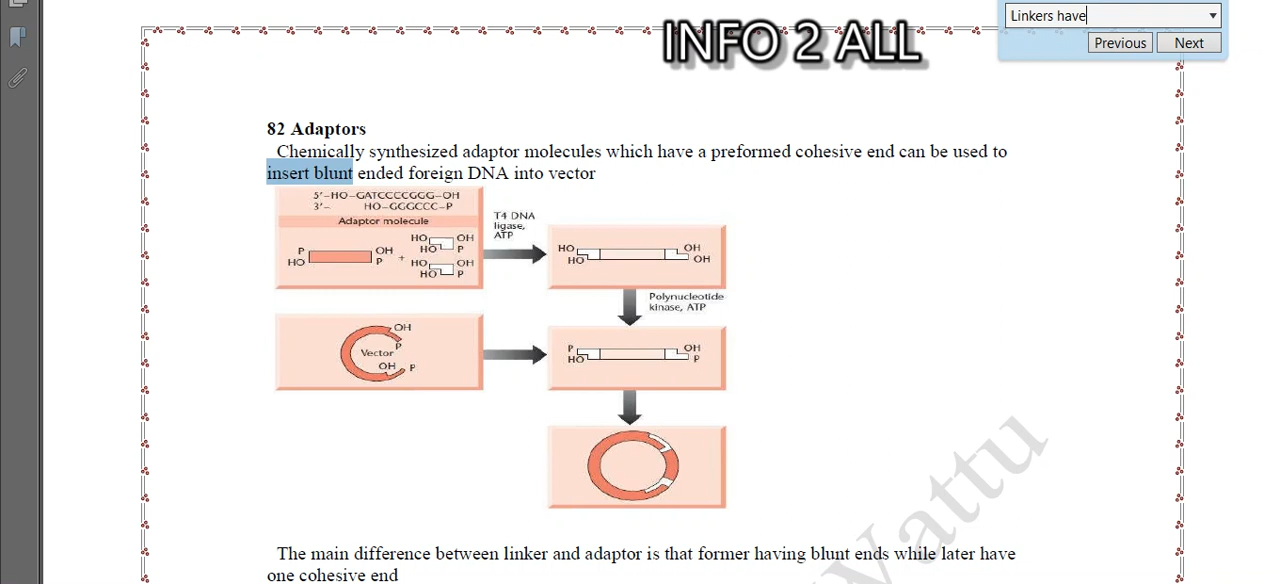 Linkers have
INFO 2 ALL
Previous Next
82 Adaptors
Chemically synthesized adaptor molecules which have a preformed cohesive end can be used to
insert blunt ended foreign DNA into vector
5'–HO–GATCCCCGGG–OH
3'– HO–GGGCCC–P
Adaptor molecule
T4 DNA
ligase,
ATP
P OH
HO P
+
HO OH
HO P
HO OH
HO P
HO OH
HO OH
Polynucleotide
kinase, ATP
OH
P
Vector
OH P
P OH
HO P
The main difference between linker and adaptor is that former having blunt ends while later have
one cohesive end